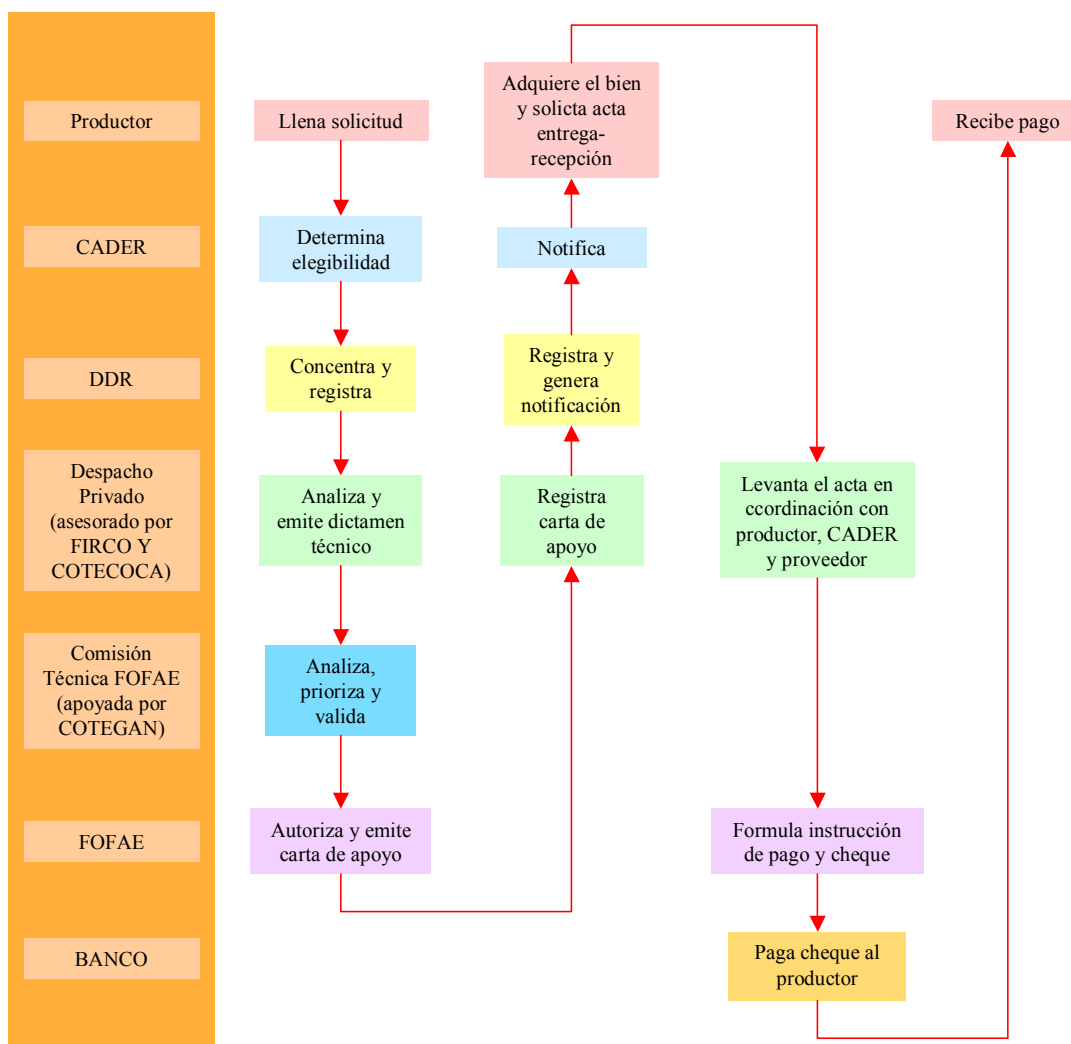 Productor
CADER
DDR
Despacho
Privado
(asesorado por
FIRCO Y
COTECOCA)
Comisión
Técnica FOFAE
(apoyada por
COTEGAN)
FOFAE
BANCO
Llena solicitud
Determina
elegibilidad
Concentra y
registra
Analiza y
emite dictamen
técnico
Analiza,
prioriza y
valida
Autoriza y emite
carta de apoyo
Registra
carta de
apoyo
Registra y
genera
notificación
Notifica
Adquiere el bien
y solicta acta
entrega-
recepción
Levanta el acta en
ccordinación con
productor, CADER
y proveedor
Formula instrucción
de pago y cheque
Paga cheque al
productor
Recibe pago